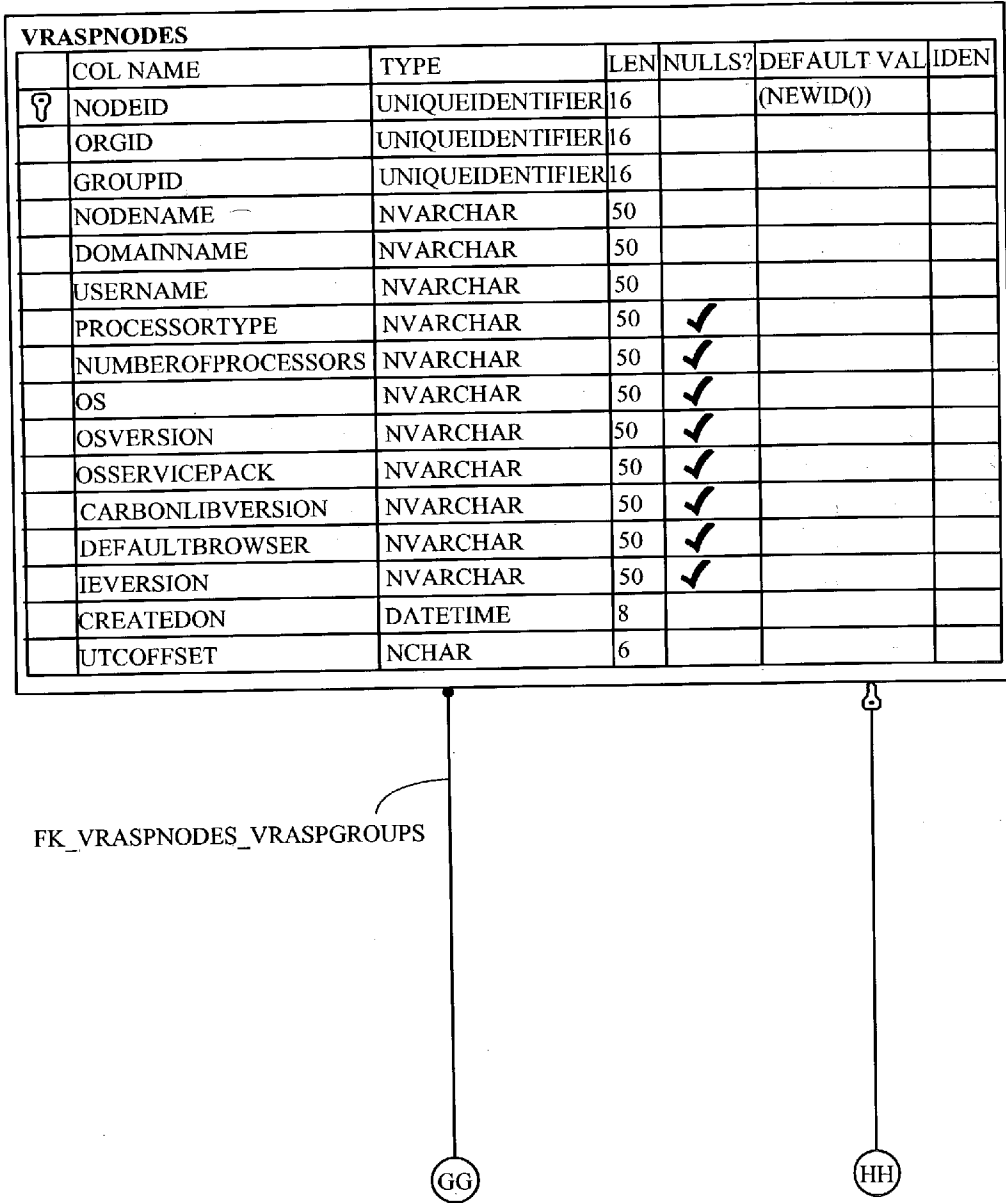 VRASPNODES
COL NAME TYPE LEN NULLS? DEFAULT VAL IDEN
NODEID UNIQUEIDENTIFIER 16 (NEWID())
ORGID UNIQUEIDENTIFIER 16
GROUPID UNIQUEIDENTIFIER 16
NODENAME NVARCHAR 50
DOMAINNAME NVARCHAR 50
USERNAME NVARCHAR 50
PROCESSORTYPE NVARCHAR 50 ✓
NUMBEROFPROCESSORS NVARCHAR 50 ✓
OS NVARCHAR 50 ✓
OSVERSION NVARCHAR 50 ✓
OSSERVICEPACK NVARCHAR 50 ✓
CARBONLIBVERSION NVARCHAR 50 ✓
DEFAULTBROWSER NVARCHAR 50 ✓
IEVERSION NVARCHAR 50 ✓
CREATEDON DATETIME 8
UTCOFFSET NCHAR 6
FK_VRASPNODES_VRASPGROUPS
GG HH